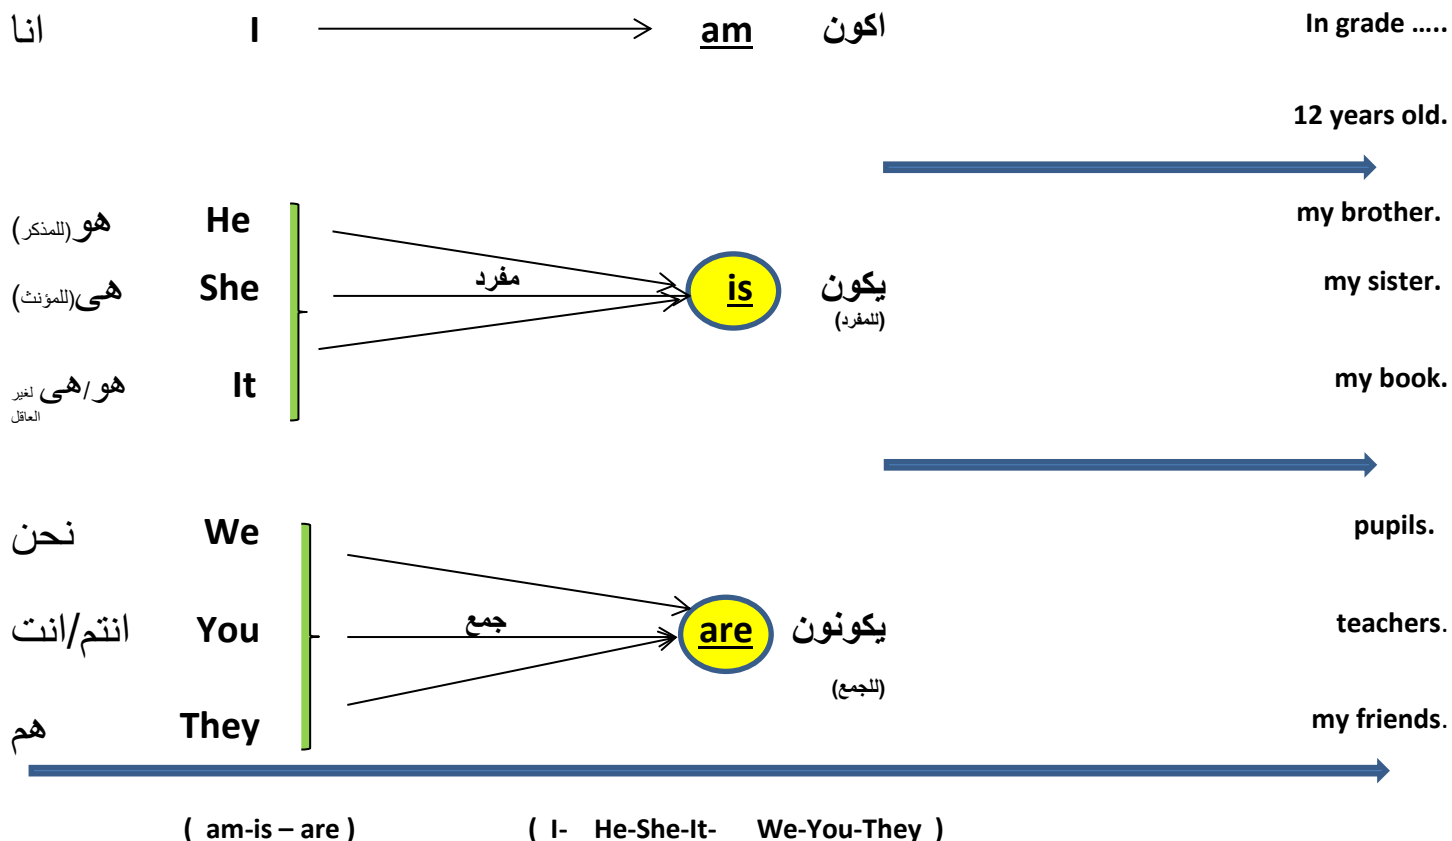 انا I am اكون In grade .....
12 years old.
هو (للمذكر) He my brother.
هى (للمؤنث) She مفرد is يكون my sister.
(للمفرد)
هو/هى لغير It my book.
العاقل
نحن We pupils.
انتم/انت You جمع are يكونون teachers.
(للجمع)
هم They my friends.
( am-is – are ) ( I- He-She-It- We-You-They )